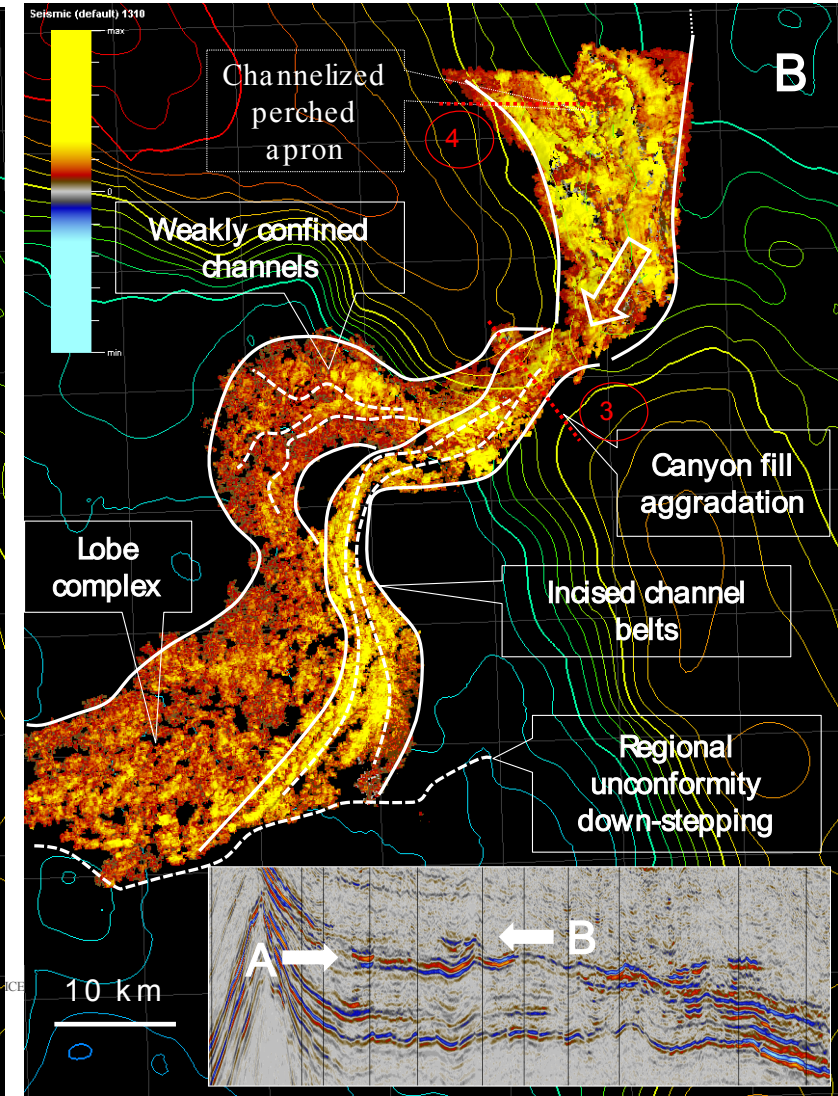 Seismic (default) 1310
max
0
min
B
Channelized
perched
apron
4
Weakly confined
channels
3
Canyon fill
aggradation
Lobe
complex
Incised channel
belts
Regional
unconformity
down-stepping
A
B
ICE
10 km